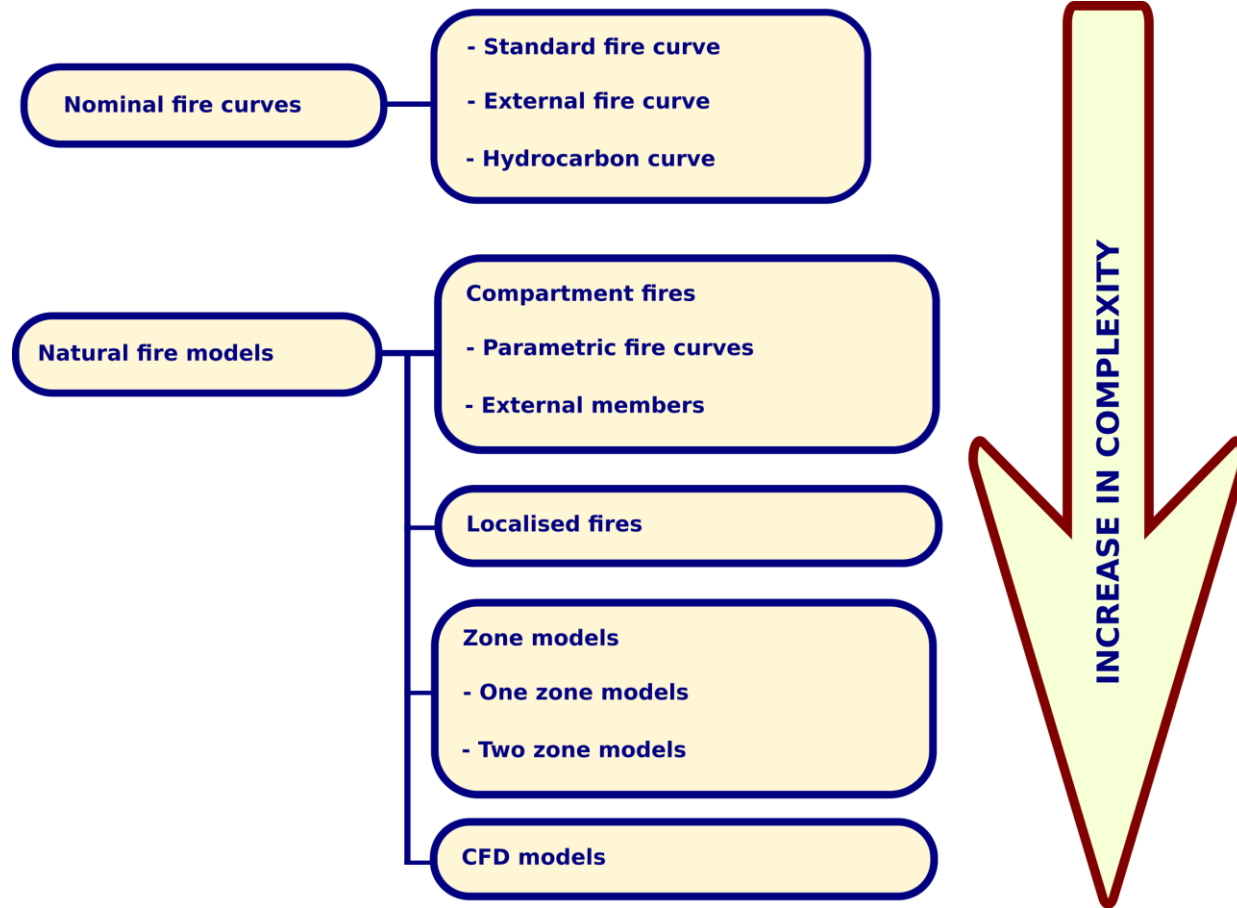 Nominal fire curves
- Standard fire curve
- External fire curve
- Hydrocarbon curve
Natural fire models
Compartment fires
- Parametric fire curves
- External members
Localised fires
Zone models
- One zone models
- Two zone models
CFD models
INCREASE IN COMPLEXITY